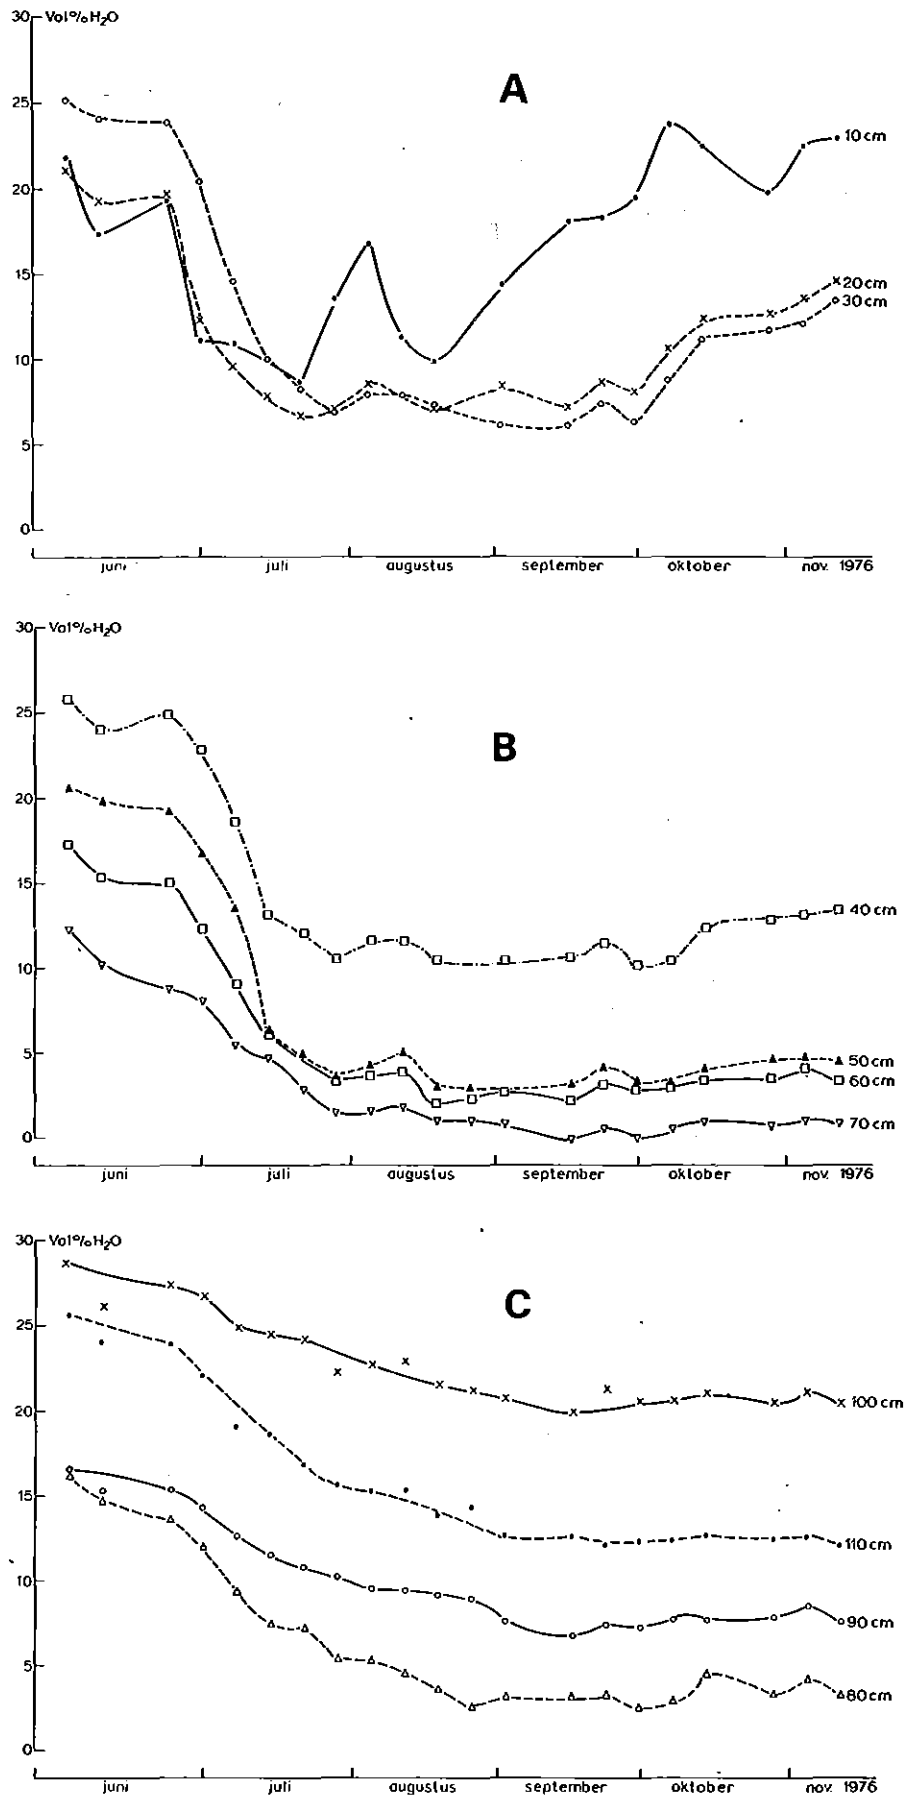 30 Vol%H₂O
A
25
10 cm
20
15
20 cm
30 cm
10
5
0
juni juli augustus september oktober nov. 1976
30 Vol%H₂O
25
B
20
15
40 cm
10
5
50 cm
60 cm
70 cm
0
juni juli augustus september oktober nov. 1976
30 Vol%H₂O
C
25
20
100 cm
15
110 cm
10
90 cm
5
80 cm
0
juni juli augustus september oktober nov. 1976